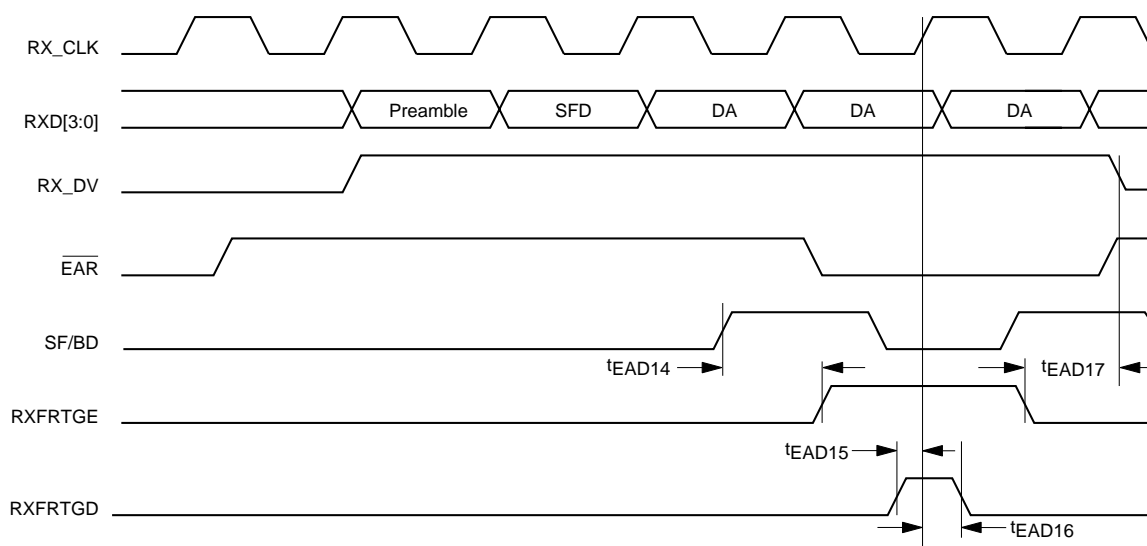 RX_CLK
RXD[3:0]
Preamble
SFD
DA
DA
DA
RX_DV
EAR
SF/BD
tEAD14
tEAD17
RXFRTGE
tEAD15
RXFRTGD
tEAD16